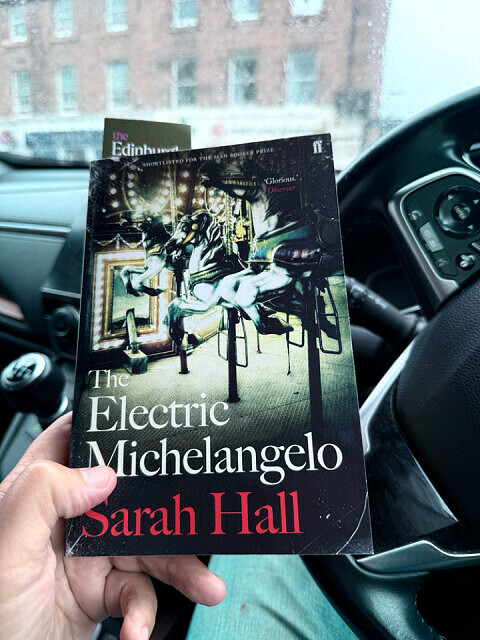 the
Edinburgh
SHORTLISTED FOR THE MAN BOOKER PRIZE
ff
'Glorious.'
Observer
The
Electric
Michelangelo
Sarah Hall